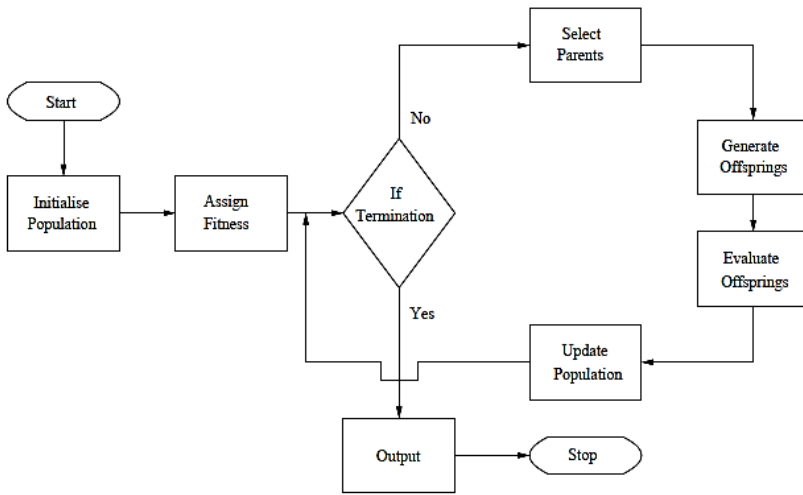 Start
Initialise
Population
Assign
Fitness
If
Termination
No
Select
Parents
Generate
Offsprings
Evaluate
Offsprings
Update
Population
Yes
Output
Stop